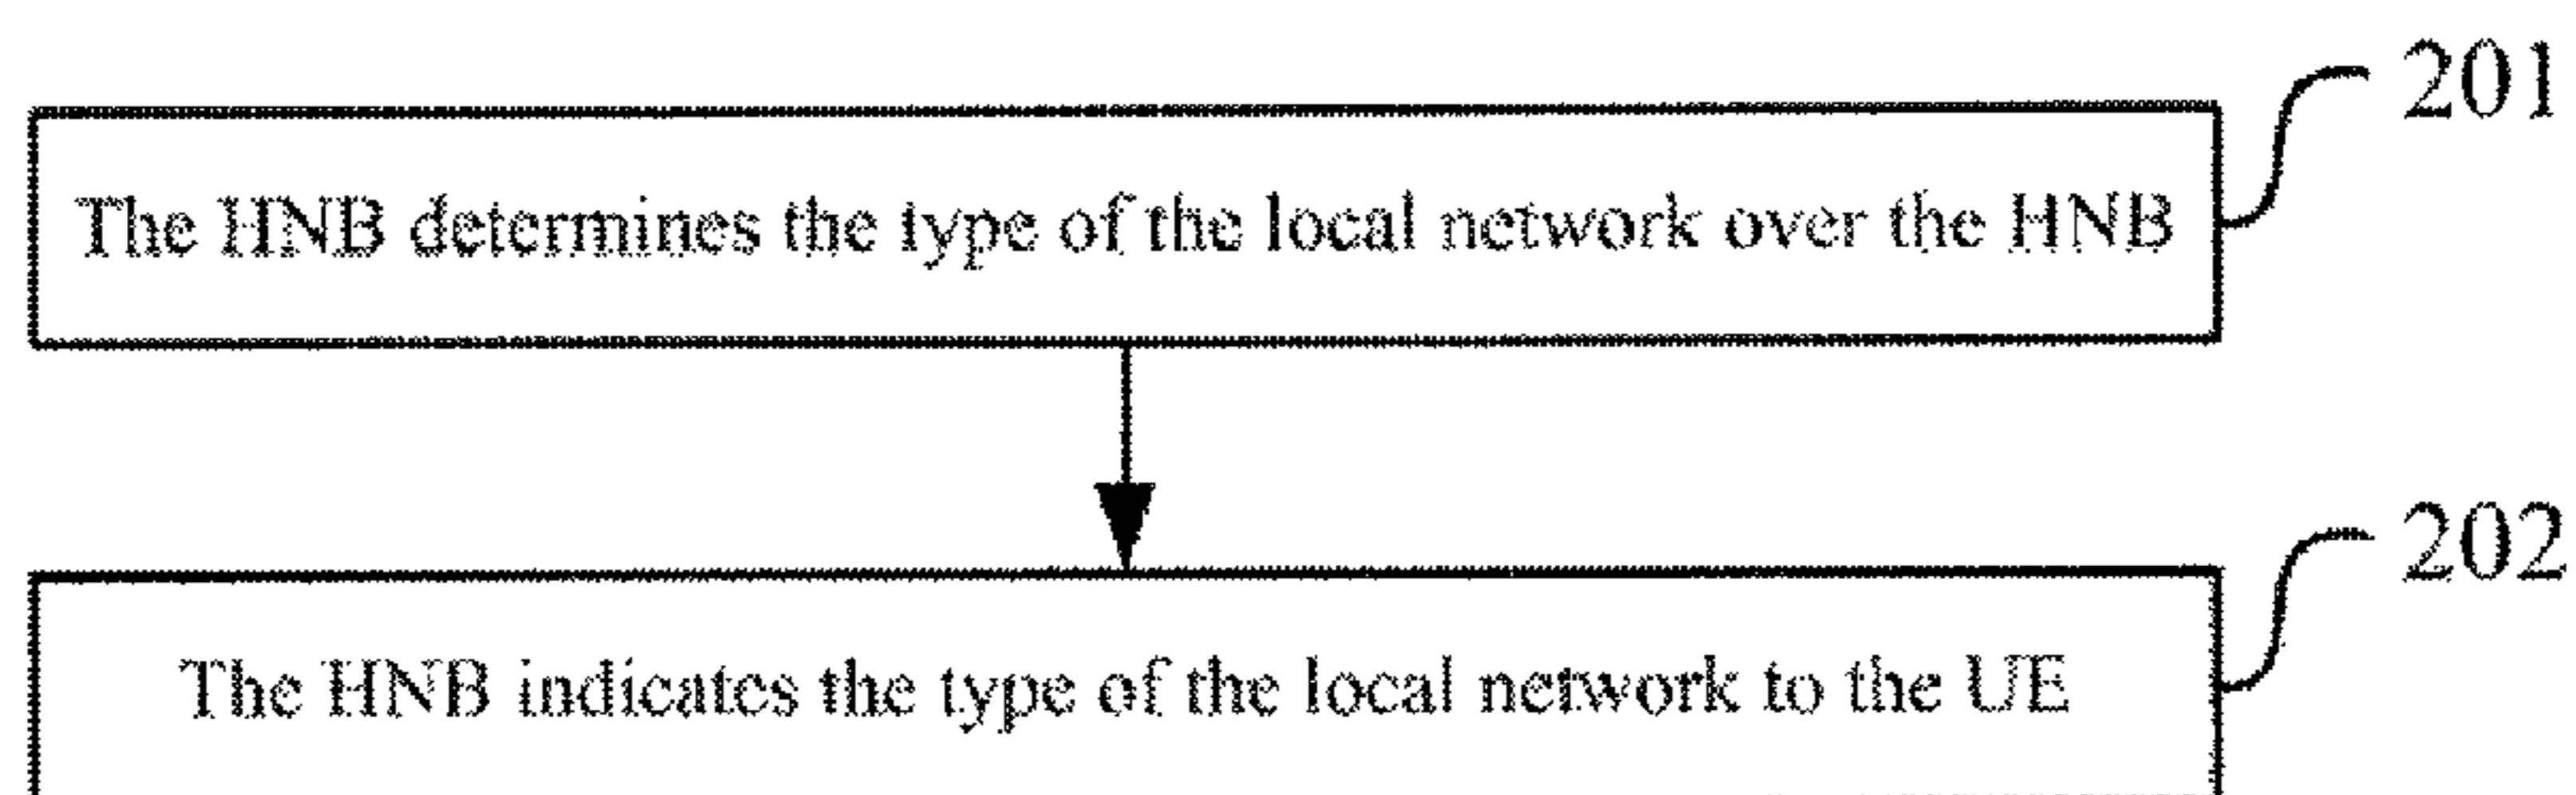 201
The HNB determines the type of the local network over the HNB
202
The HNB indicates the type of the local network to the UE